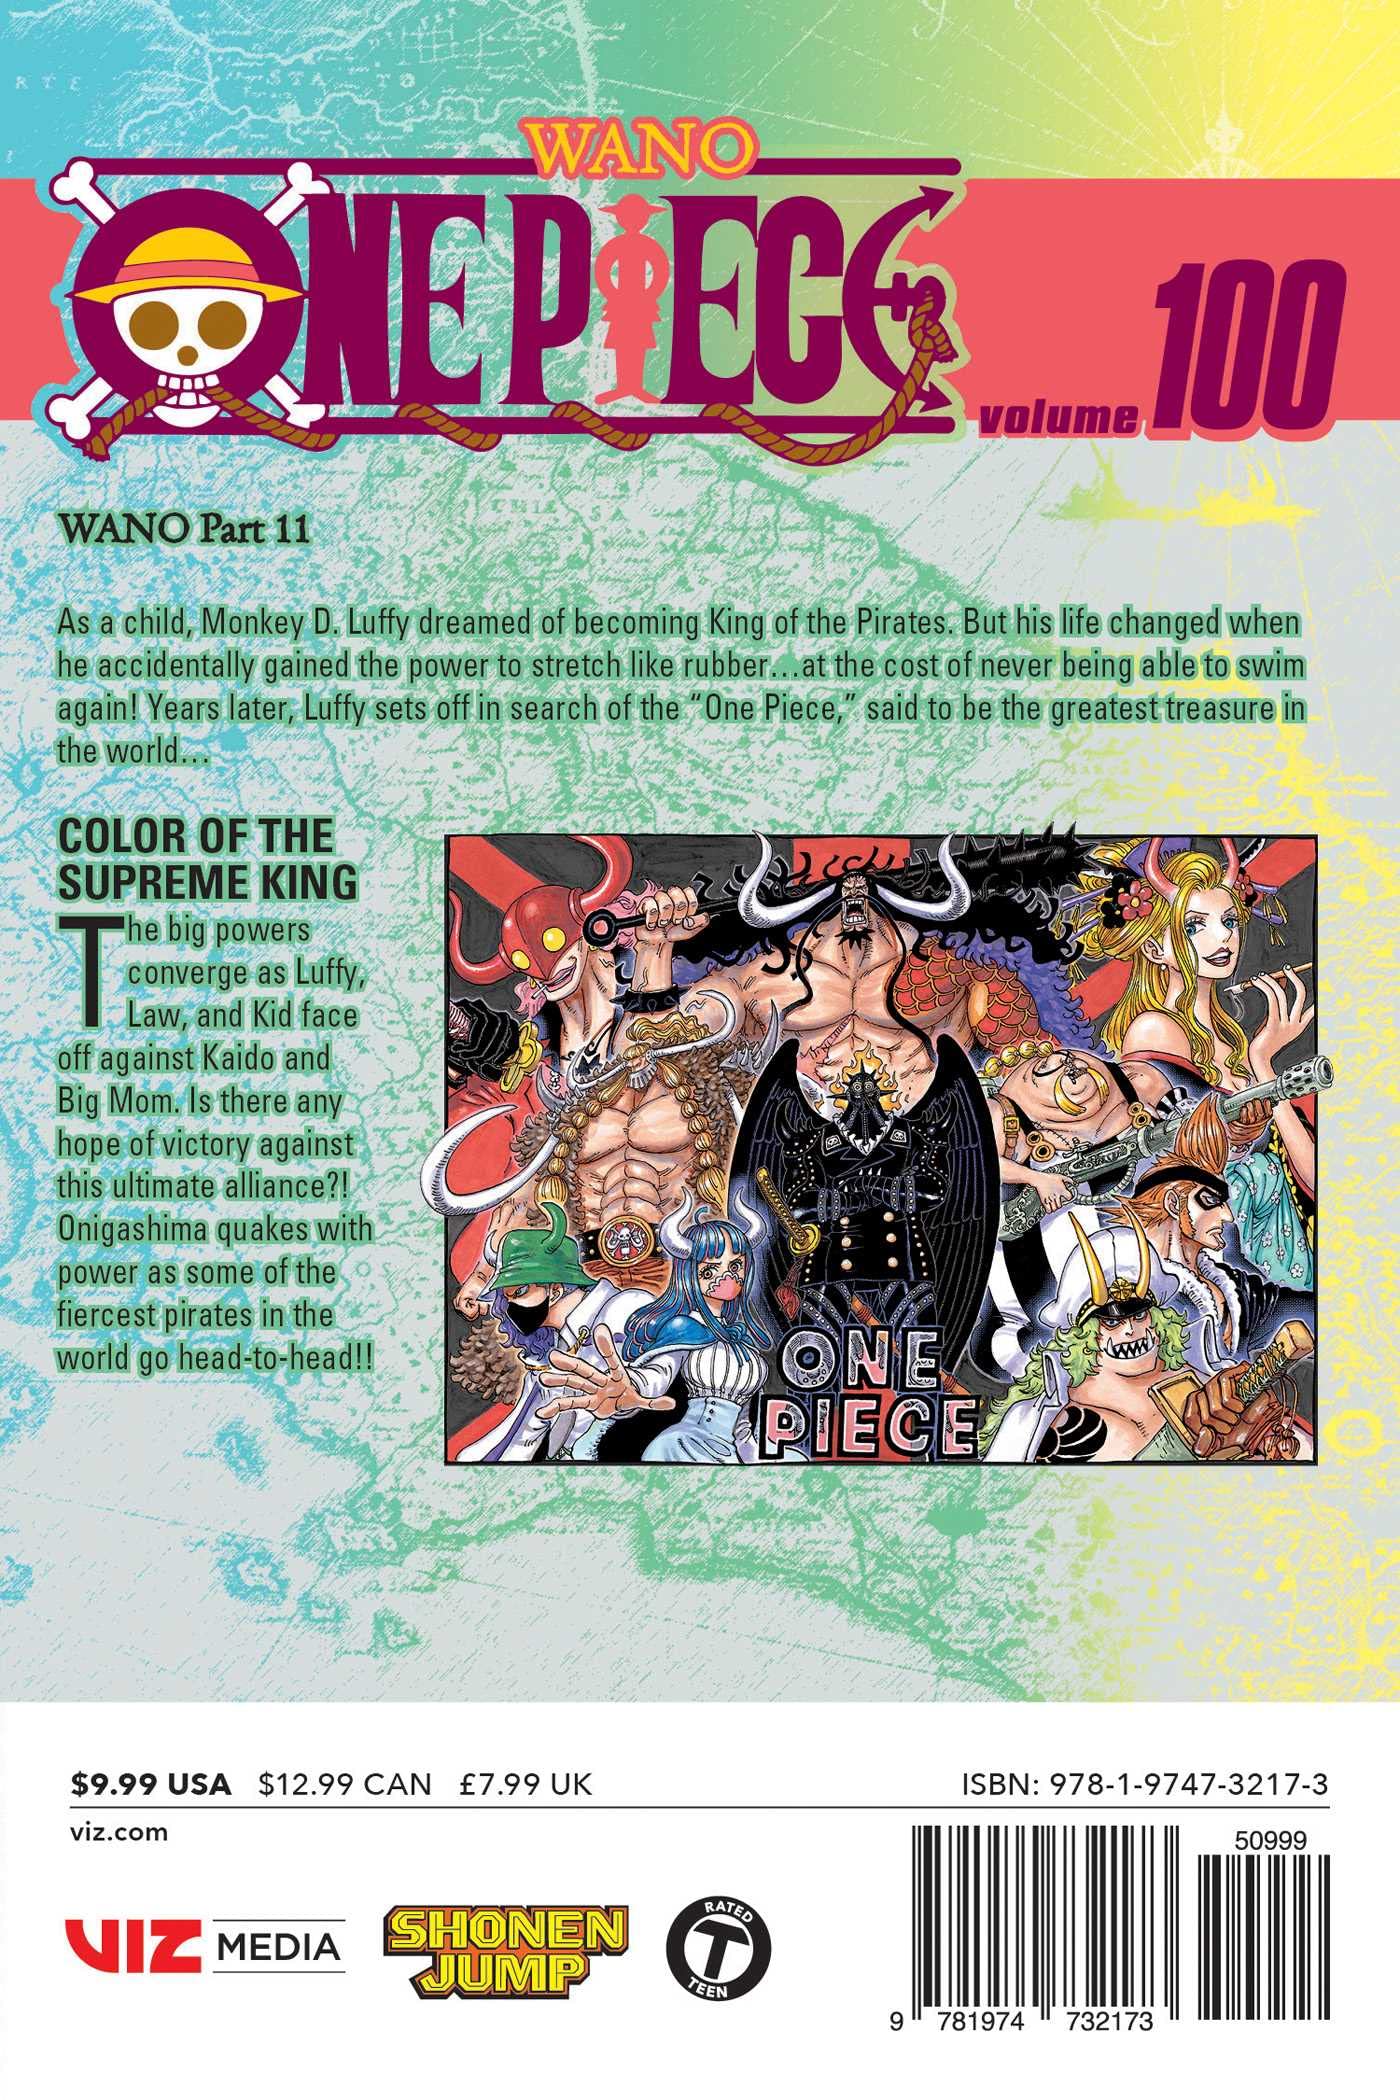 WANO
ONE PIECE
volume 100
WANO Part 11
As a child, Monkey D. Luffy dreamed of becoming King of the Pirates. But his life changed when
he accidentally gained the power to stretch like rubber...at the cost of never being able to swim
again! Years later, Luffy sets off in search of the “One Piece,” said to be the greatest treasure in
the world...
COLOR OF THE
SUPREME KING
The big powers
converge as Luffy,
Law, and Kid face
off against Kaido and
Big Mom. Is there any
hope of victory against
this ultimate alliance?!
Onigashima quakes with
power as some of the
fiercest pirates in the
world go head-to-head!!
ONE
PIECE
$9.99 USA $12.99 CAN £7.99 UK
ISBN: 978-1-9747-3217-3
viz.com
50999
VIZ MEDIA
SHONEN
JUMP
RATED
T
TEEN
9 781974 732173